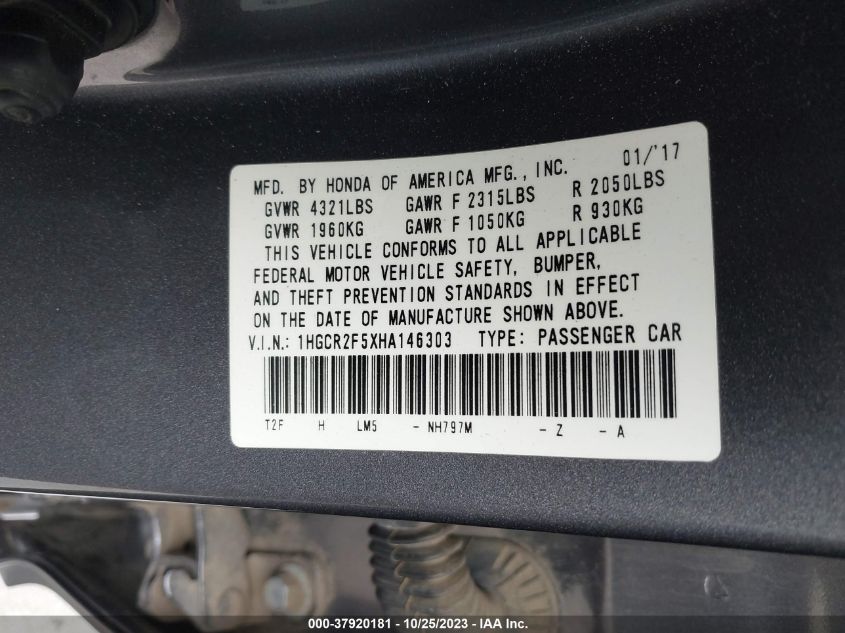 01/'17
MFD. BY HONDA OF AMERICA MFG., INC.
GVWR 4321LBS GAWR F 2315LBS R 2050LBS
GVWR 1960KG GAWR F 1050KG R 930KG
THIS VEHICLE CONFORMS TO ALL APPLICABLE
FEDERAL MOTOR VEHICLE SAFETY, BUMPER,
AND THEFT PREVENTION STANDARDS IN EFFECT
ON THE DATE OF MANUFACTURE SHOWN ABOVE.
V.I.N.: 1HGCR2F5XHA146303 TYPE: PASSENGER CAR
T2F H LM5 - NH797M - Z - A
000-37920181 - 10/25/2023 - IAA Inc.